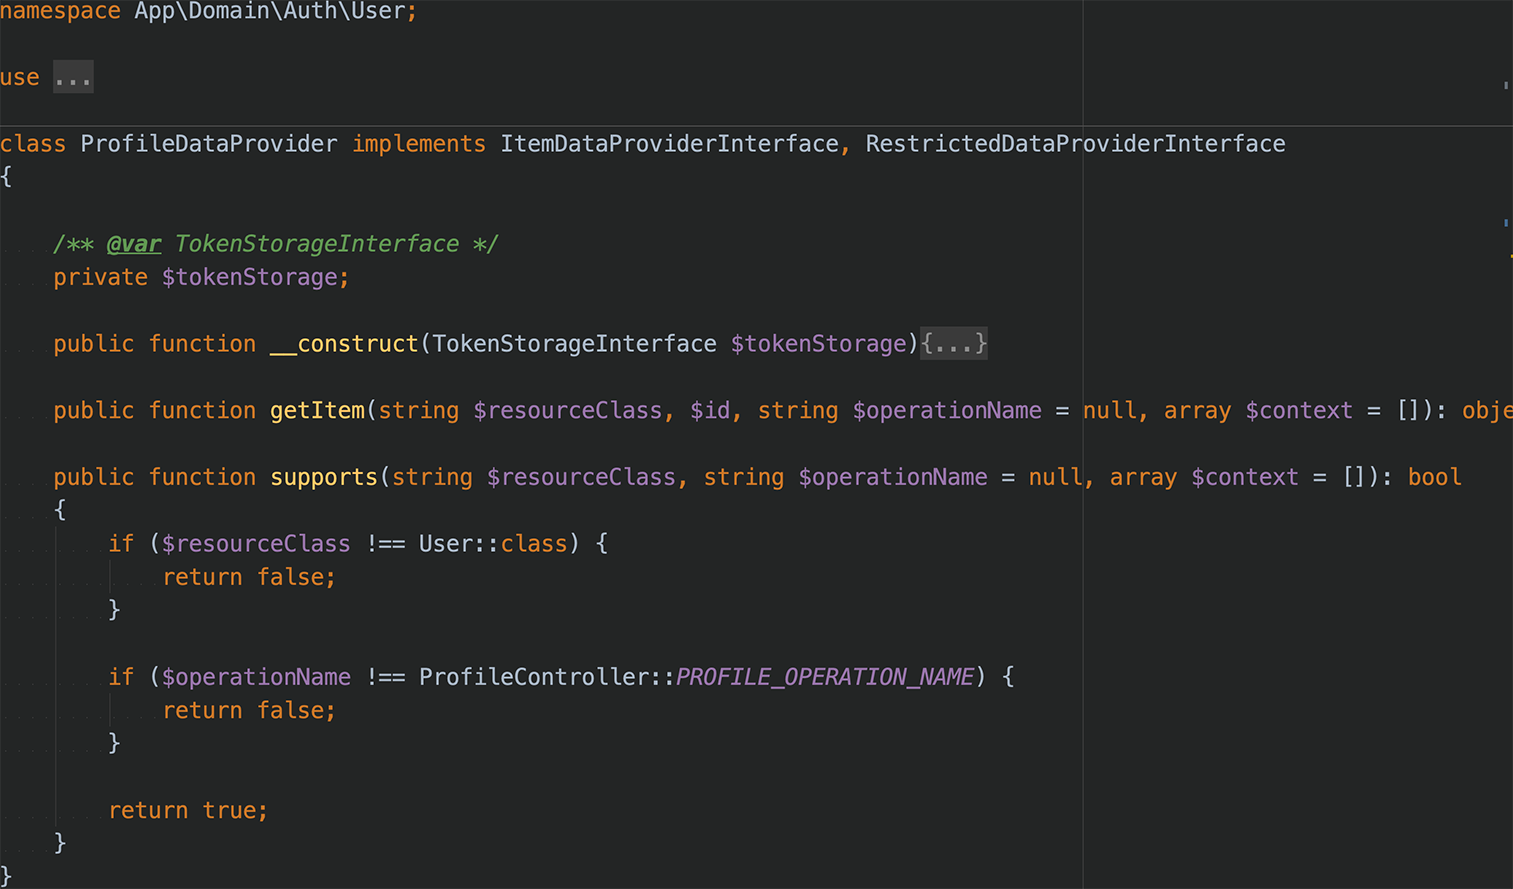 namespace App\Domain\Auth\User;
use ...
class ProfileDataProvider implements ItemDataProviderInterface, RestrictedDataProviderInterface
{
/** @var TokenStorageInterface */
private $tokenStorage;
public function __construct(TokenStorageInterface $tokenStorage){...}
public function getItem(string $resourceClass, $id, string $operationName = null, array $context = []): obje
public function supports(string $resourceClass, string $operationName = null, array $context = []): bool
{
if ($resourceClass !== User::class) {
return false;
}
if ($operationName !== ProfileController::PROFILE_OPERATION_NAME) {
return false;
}
return true;
}
}